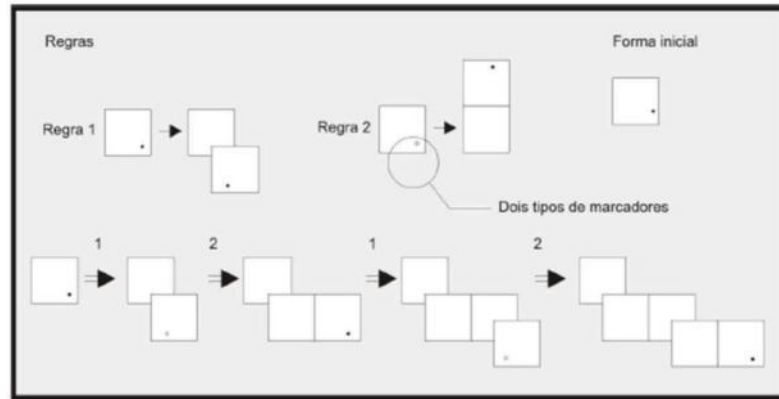 Regras
Forma inicial
Regra 1
Regra 2
Dois tipos de marcadores
1
2
1
2